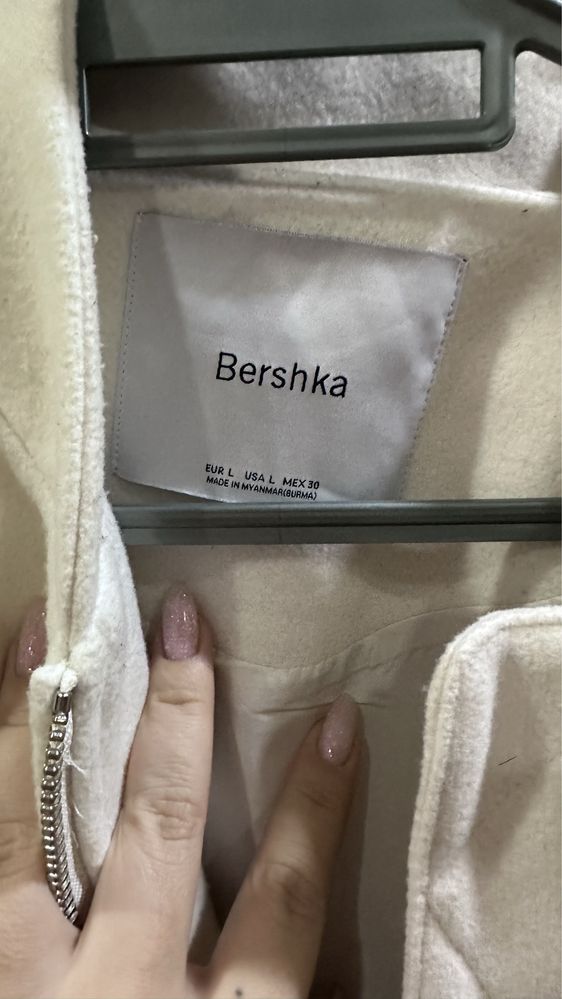 Bershka
EUR L USA L MEX 30
MADE IN MYANMAR(BURMA)